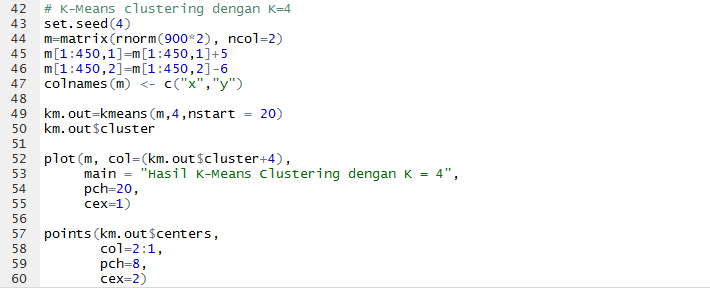 42 # K-Means clustering dengan K=4
43 set.seed(4)
44 m=matrix(rnorm(900*2), ncol=2)
45 m[1:450,1]=m[1:450,1]+5
46 m[1:450,2]=m[1:450,2]-6
47 colnames(m) <- c("x","y")
48
49 km.out=kmeans(m,4,nstart = 20)
50 km.out$cluster
51
52 plot(m, col=(km.out$cluster+4),
53 main = "Hasil K-Means Clustering dengan K = 4",
54 pch=20,
55 cex=1)
56
57 points(km.out$centers,
58 col=2:1,
59 pch=8,
60 cex=2)